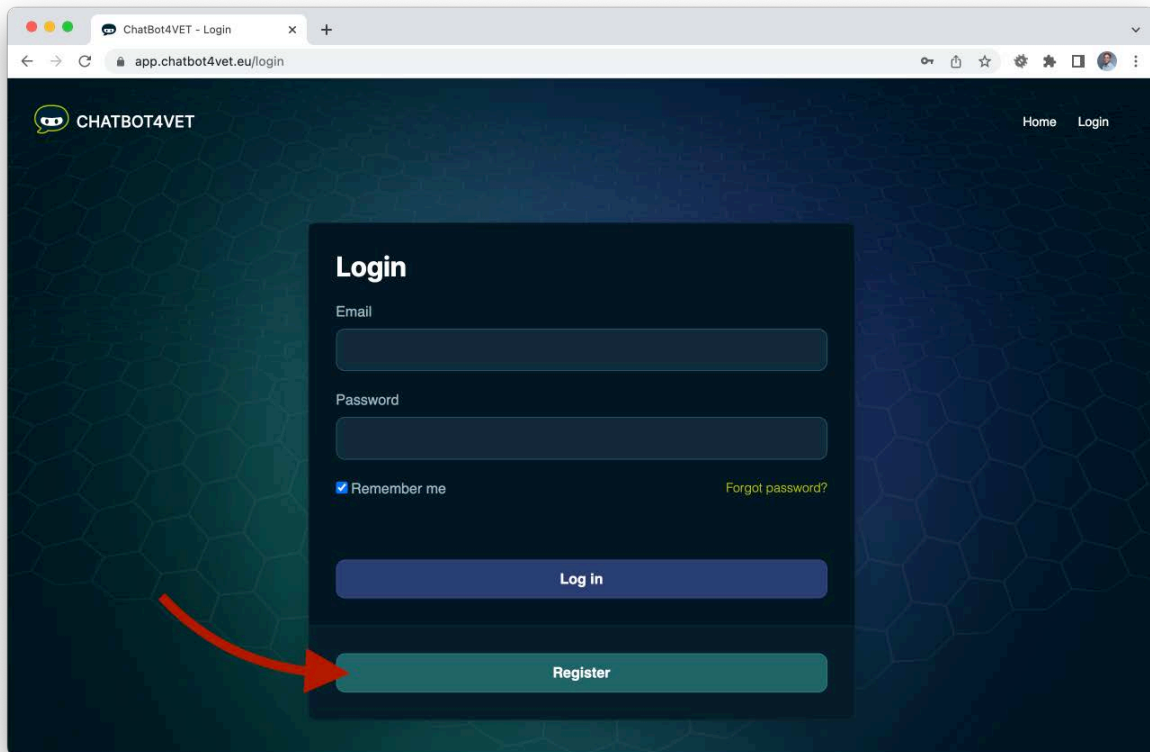 ChatBot4VET - Login
app.chatbot4vet.eu/login
CHATBOT4VET
Home Login
Login
Email
Password
Remember me Forgot password?
Log in
Register